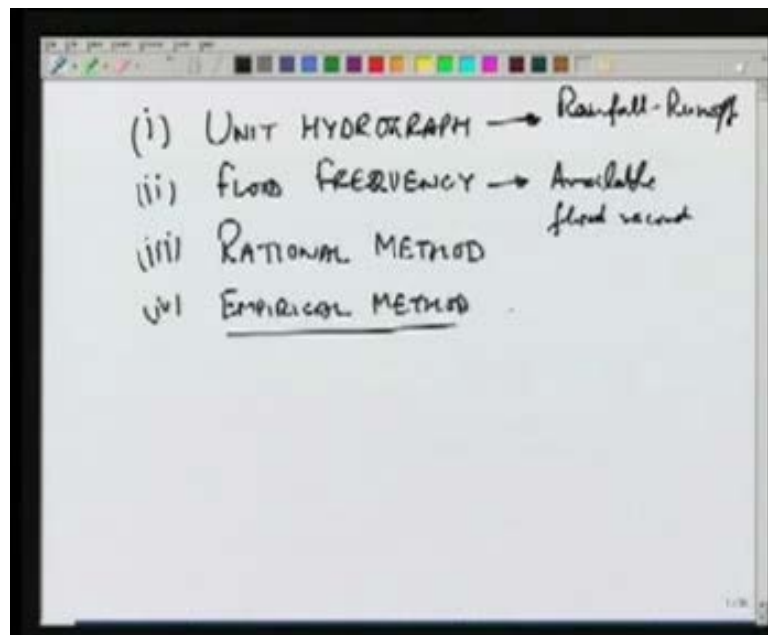 (i) UNIT HYDROGRAPH → Rainfall-Runoff
(ii) FLOOD FREQUENCY → Available
flood record
(iii) RATIONAL METHOD
(iv) EMPIRICAL METHOD